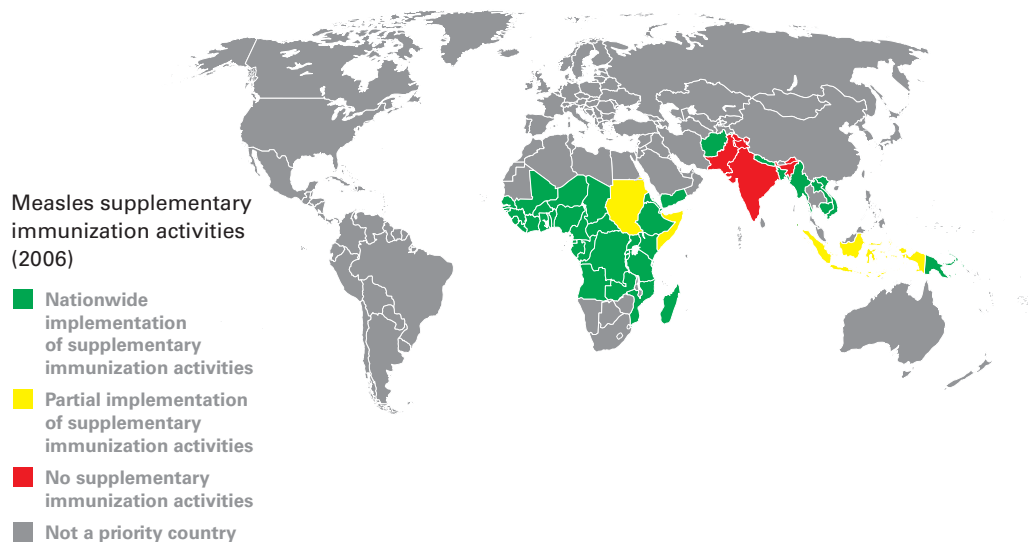 Measles supplementary
immunization activities
(2006)
Nationwide
implementation
of supplementary
immunization activities
Partial implementation
of supplementary
immunization activities
No supplementary
immunization activities
Not a priority country